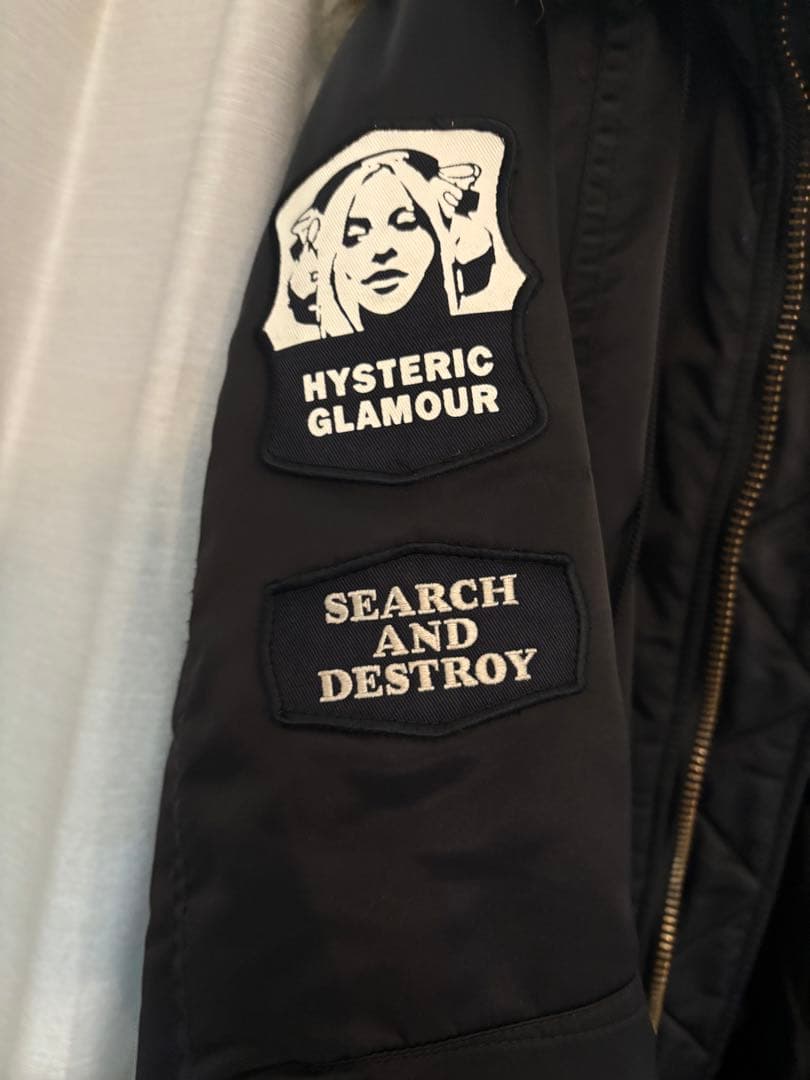 HYSTERIC
GLAMOUR
SEARCH
AND
DESTROY